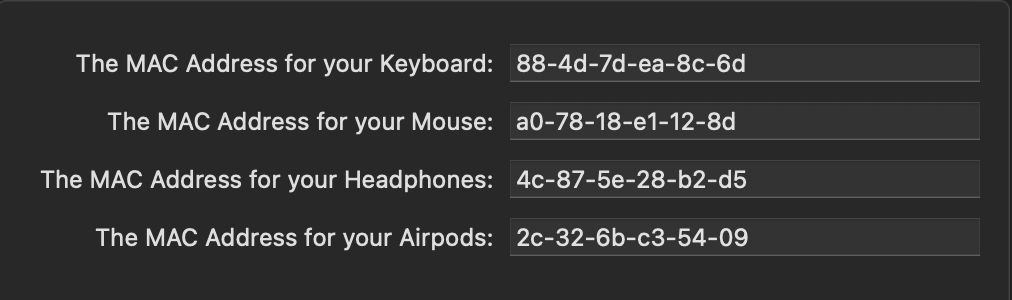 The MAC Address for your Keyboard: 88-4d-7d-ea-8c-6d
The MAC Address for your Mouse: a0-78-18-e1-12-8d
The MAC Address for your Headphones: 4c-87-5e-28-b2-d5
The MAC Address for your Airpods: 2c-32-6b-c3-54-09